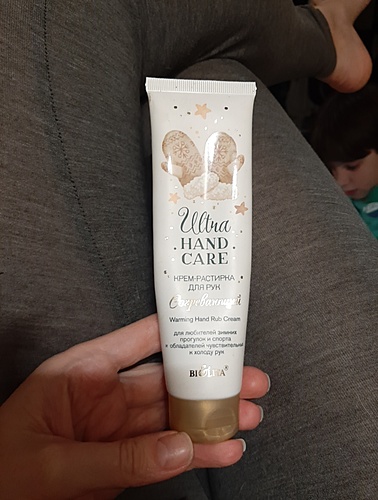 Ultra
HAND
CARE
КРЕМ-РАСТИРКА
ДЛЯ РУК
Согревающий
Warming Hand Rub Cream
для любителей зимних
прогулок и спорта
и обладателей чувствительных
к холоду рук
BIELITA®